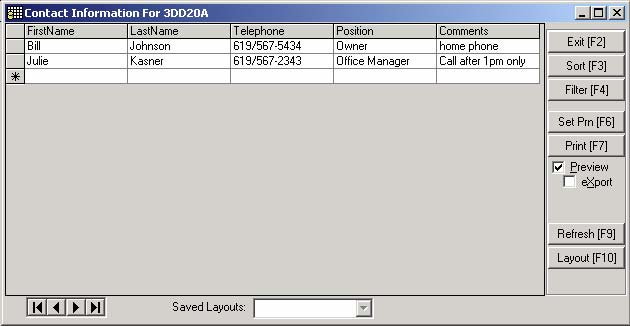 Contact Information For 3DD20A
FirstName LastName Telephone Position Comments
Bill Johnson 619/567-5434 Owner home phone
Julie Kasner 619/567-2343 Office Manager Call after 1pm only
Exit [F2]
Sort [F3]
Filter [F4]
Set Prn [F6]
Print [F7]
Preview
eXport
Refresh [F9]
Layout [F10]
Saved Layouts: